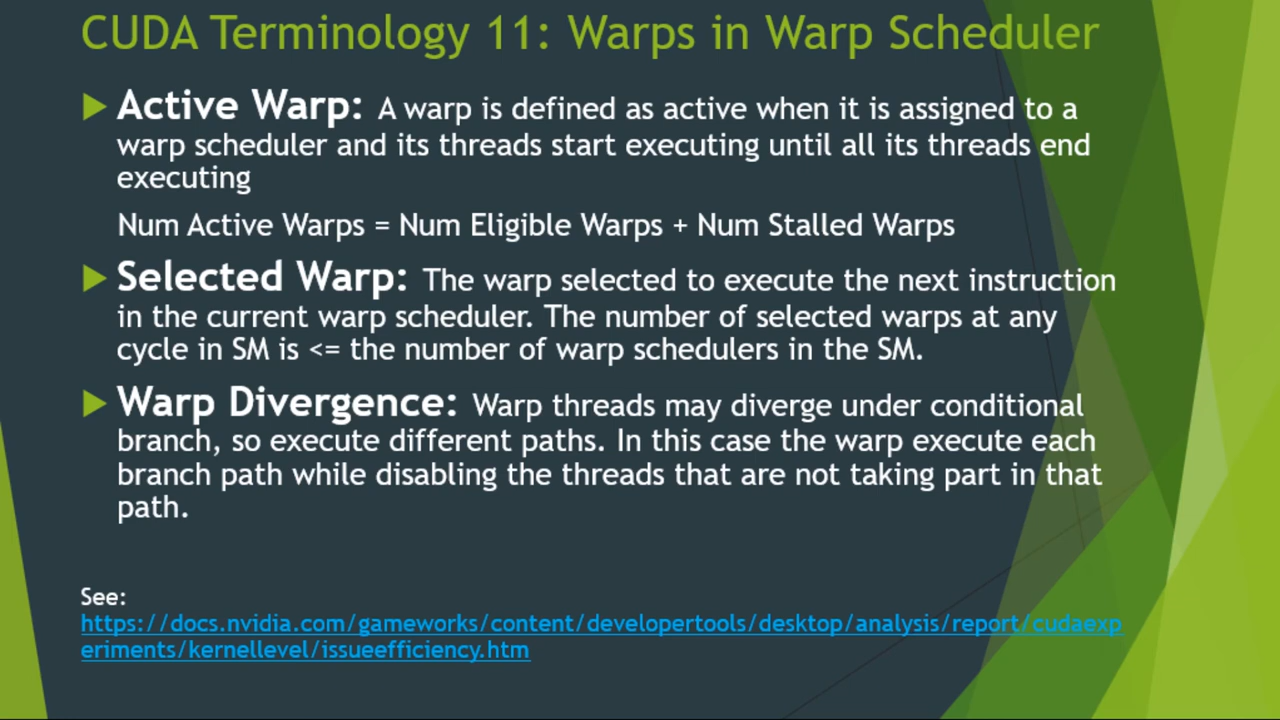 CUDA Terminology 11: Warps in Warp Scheduler
Active Warp: A warp is defined as active when it is assigned to a
warp scheduler and its threads start executing until all its threads end
executing
Num Active Warps = Num Eligible Warps + Num Stalled Warps
Selected Warp: The warp selected to execute the next instruction
in the current warp scheduler. The number of selected warps at any
cycle in SM is <= the number of warp schedulers in the SM.
Warp Divergence: Warp threads may diverge under conditional
branch, so execute different paths. In this case the warp execute each
branch path while disabling the threads that are not taking part in that
path.
See:
https://docs.nvidia.com/gameworks/content/developertools/desktop/analysis/report/cudaexp
eriments/kernellevel/issueefficiency.htm